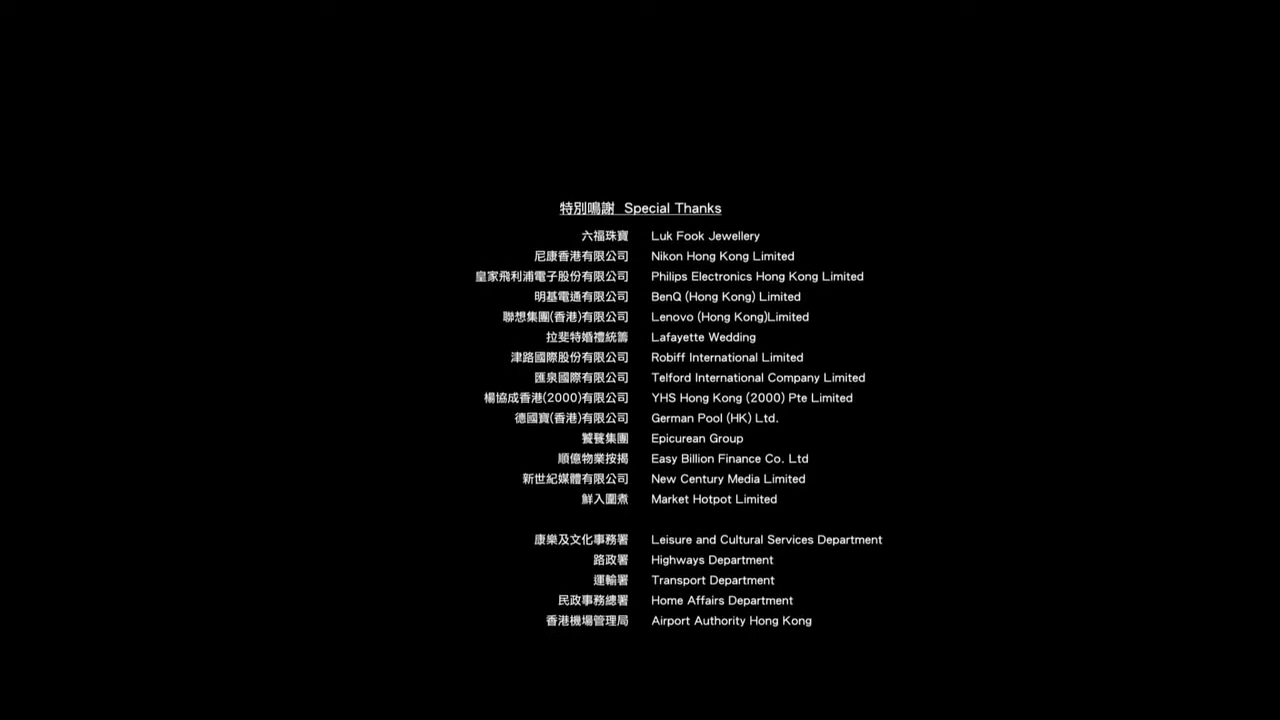 特別鳴謝 Special Thanks
六福珠寶 Luk Fook Jewellery
尼康香港有限公司 Nikon Hong Kong Limited
皇家飛利浦電子股份有限公司 Philips Electronics Hong Kong Limited
明基電通有限公司 BenQ (Hong Kong) Limited
聯想集團(香港)有限公司 Lenovo (Hong Kong)Limited
拉斐特婚禮統籌 Lafayette Wedding
津路國際股份有限公司 Robiff International Limited
匯泉國際有限公司 Telford International Company Limited
楊協成香港(2000)有限公司 YHS Hong Kong (2000) Pte Limited
德國寶(香港)有限公司 German Pool (HK) Ltd.
饕餮集團 Epicurean Group
順億物業按揭 Easy Billion Finance Co. Ltd
新世紀媒體有限公司 New Century Media Limited
鮮入圍煮 Market Hotpot Limited
康樂及文化事務署 Leisure and Cultural Services Department
路政署 Highways Department
運輸署 Transport Department
民政事務總署 Home Affairs Department
香港機場管理局 Airport Authority Hong Kong